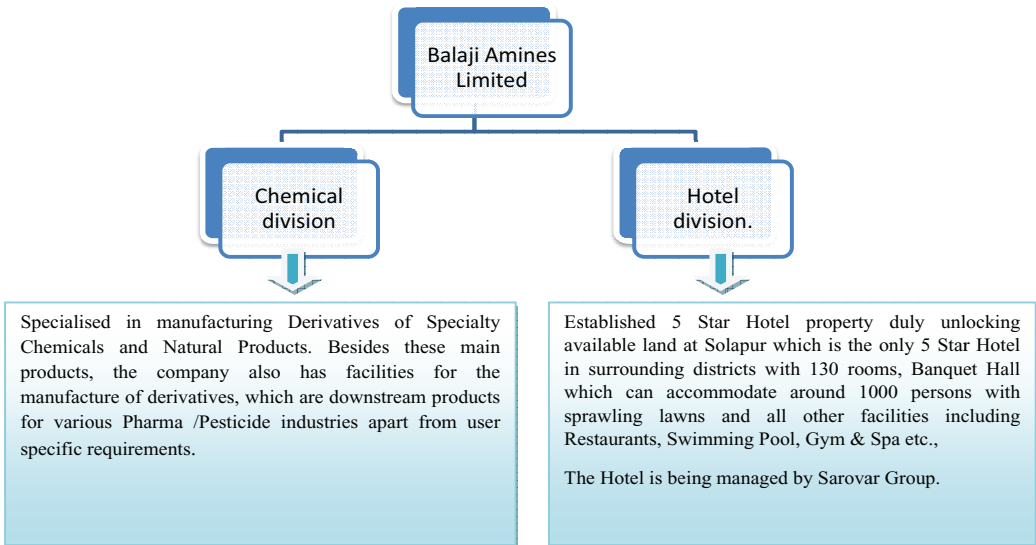 Balaji Amines
Limited
Chemical
division
Hotel
division.
Specialised in manufacturing Derivatives of Specialty
Chemicals and Natural Products. Besides these main
products, the company also has facilities for the
manufacture of derivatives, which are downstream products
for various Pharma /Pesticide industries apart from user
specific requirements.
Established 5 Star Hotel property duly unlocking
available land at Solapur which is the only 5 Star Hotel
in surrounding districts with 130 rooms, Banquet Hall
which can accommodate around 1000 persons with
sprawling lawns and all other facilities including
Restaurants, Swimming Pool, Gym & Spa etc.,
The Hotel is being managed by Sarovar Group.